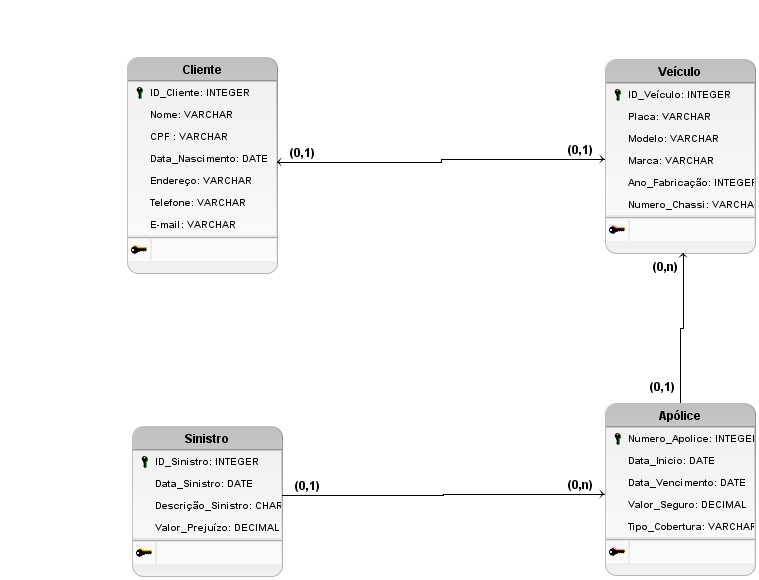 Cliente
ID_Cliente: INTEGER
Nome: VARCHAR
CPF : VARCHAR
Data_Nascimento: DATE
Endereço: VARCHAR
Telefone: VARCHAR
E-mail: VARCHAR
(0,1)
(0,1)
Veículo
ID_Veículo: INTEGER
Placa: VARCHAR
Modelo: VARCHAR
Marca: VARCHAR
Ano_Fabricação: INTEGER
Numero_Chassi: VARCHA
(0,n)
(0,1)
Sinistro
ID_Sinistro: INTEGER
Data_Sinistro: DATE
Descrição_Sinistro: CHAR
Valor_Prejuízo: DECIMAL
(0,1)
(0,n)
Apólice
Numero_Apolice: INTEGE
Data_Inicio: DATE
Data_Vencimento: DATE
Valor_Seguro: DECIMAL
Tipo_Cobertura: VARCHAR